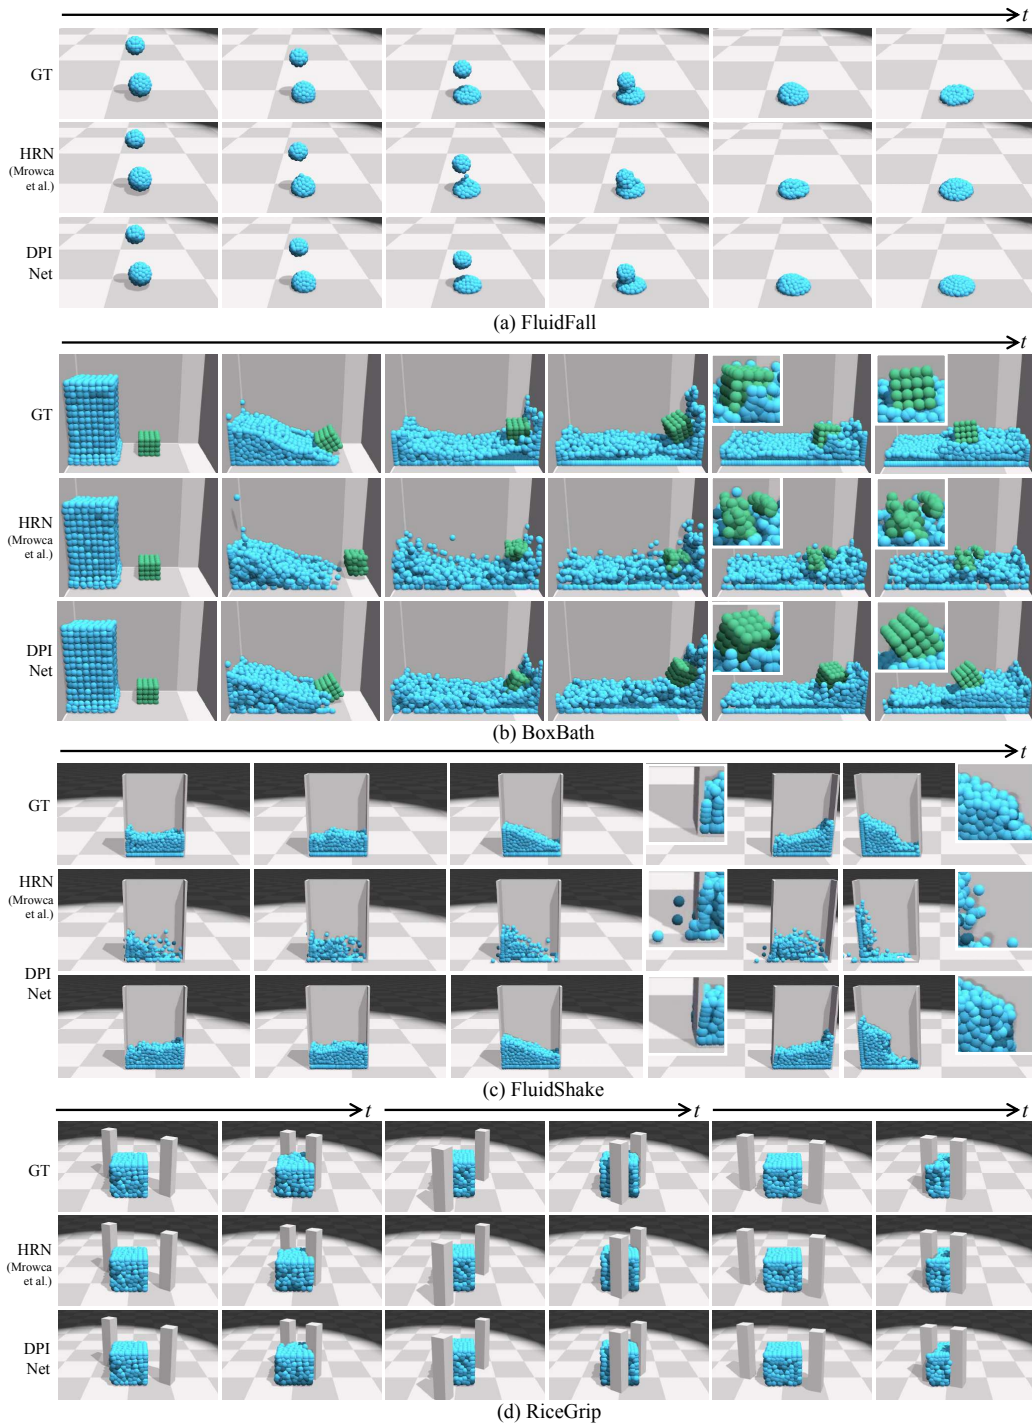 t
GT
HRN
(Mrowca
et al.)
DPI
Net
(a) FluidFall
t
GT
HRN
(Mrowca
et al.)
DPI
Net
(b) BoxBath
t
GT
HRN
(Mrowca
et al.)
DPI
Net
(c) FluidShake
t t t
GT
HRN
(Mrowca
et al.)
DPI
Net
(d) RiceGrip